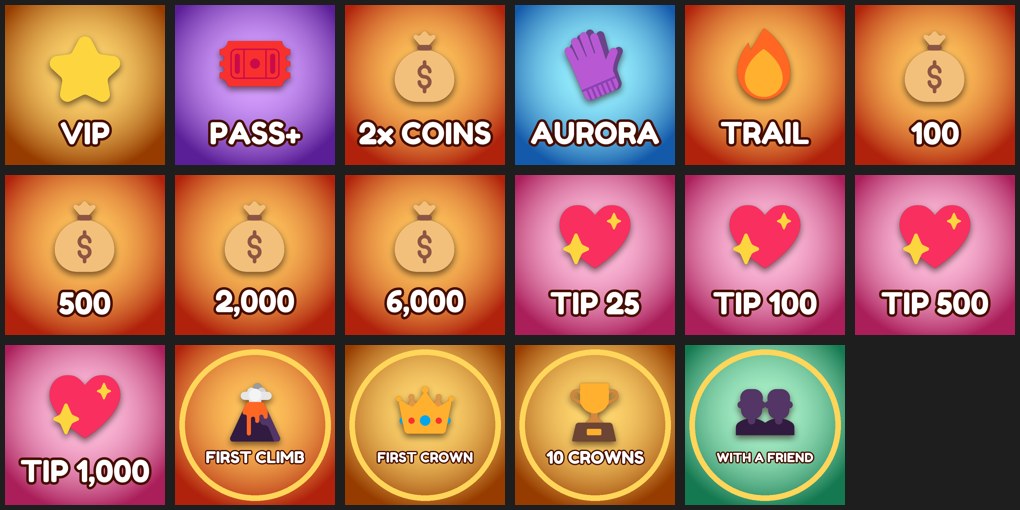 VIP
PASS+
2x COINS
AURORA
TRAIL
$
100
$
500
$
2,000
$
6,000
$
TIP 25
TIP 100
TIP 500
TIP 1,000
FIRST CLIMB
FIRST CROWN
10 CROWNS
WITH A FRIEND